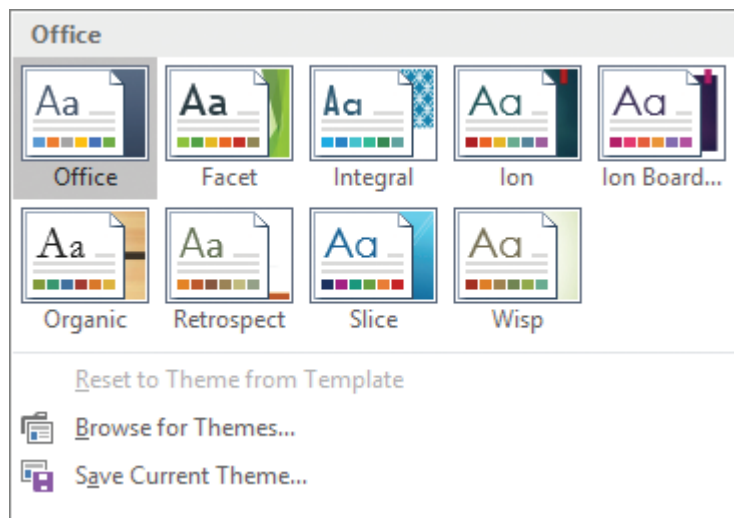 Office
Aa Aa Aa Aa Aa
Office Facet Integral Ion Ion Board...
Aa Aa Aa Aa
Organic Retrospect Slice Wisp
Reset to Theme from Template
Browse for Themes...
Save Current Theme...